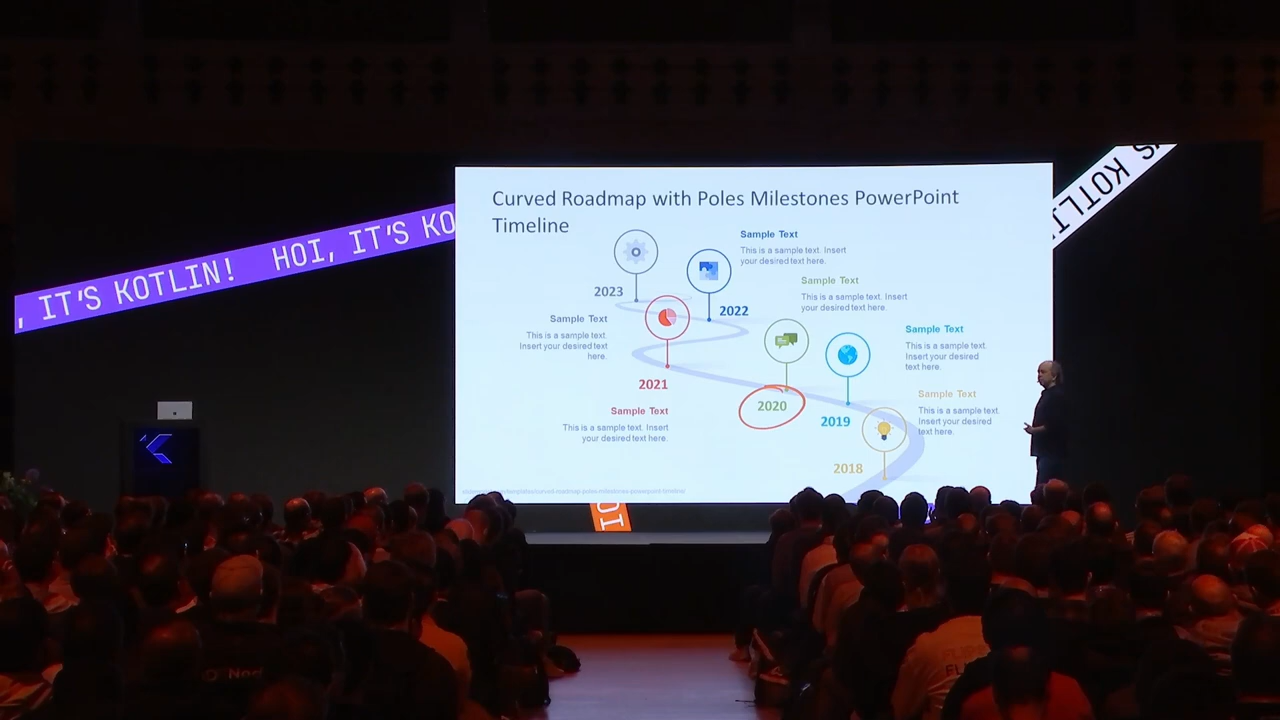 , IT'S KOTLIN! HOI, IT'S KO
'S KOTLI
Curved Roadmap with Poles Milestones PowerPoint
Timeline
Sample Text
This is a sample text. Insert
your desired text here.
2023
2022
Sample Text
This is a sample text. Insert
your desired text here.
Sample Text
This is a sample text.
Insert your desired text
here.
Sample Text
This is a sample text.
Insert your desired
text here.
2021
2020
2019
Sample Text
This is a sample text.
Insert your desired
text here.
Sample Text
This is a sample text. Insert
your desired text here.
2018
OI